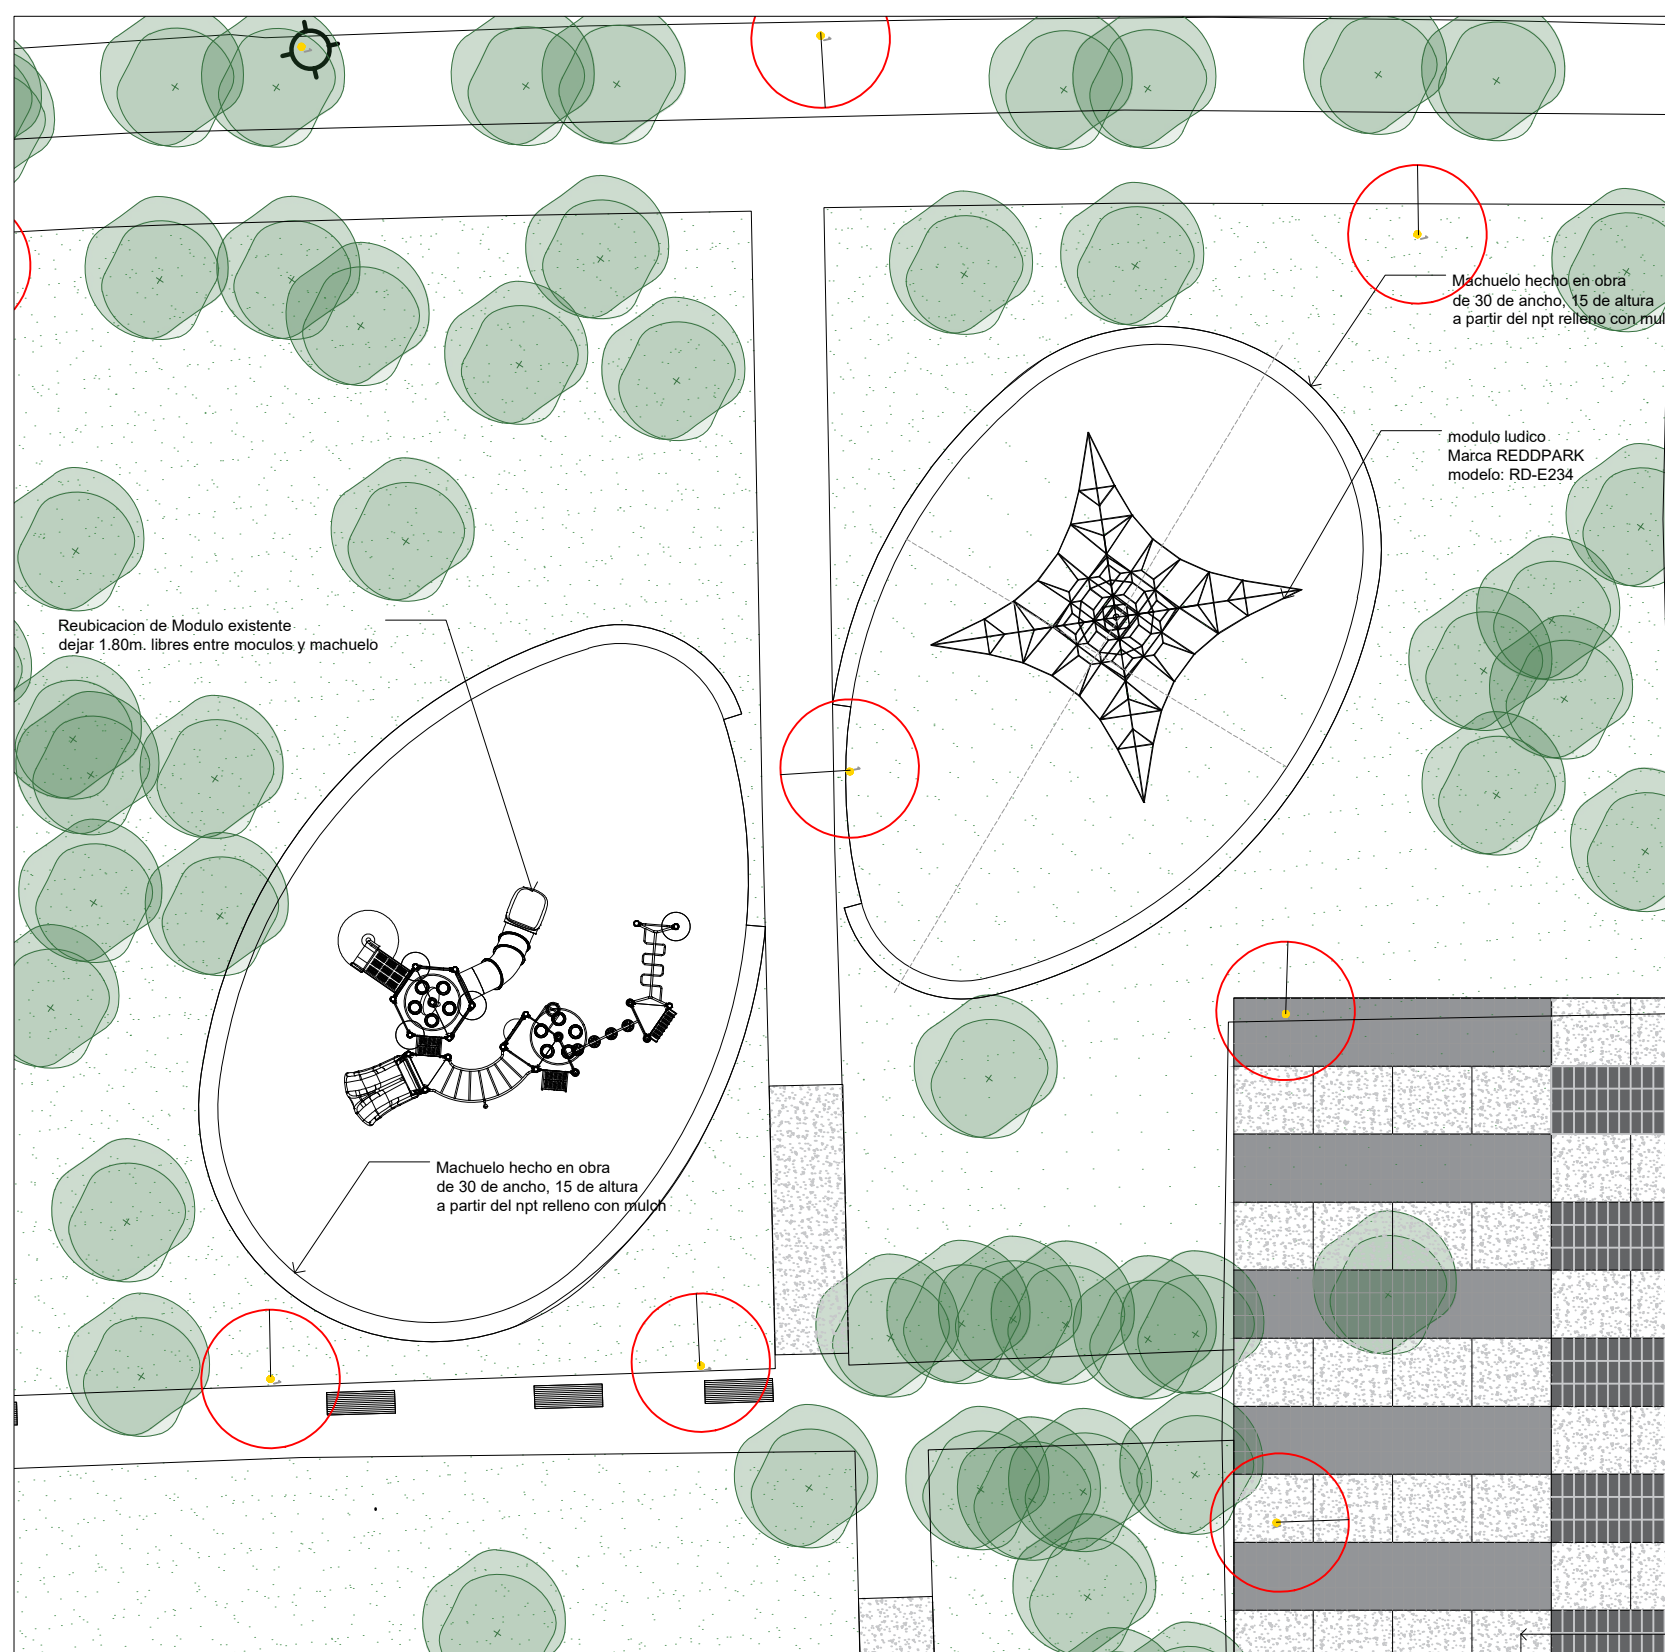 Machuelo hecho en obra
de 30 de ancho, 15 de altura
a partir del npt relleno con mul
modulo ludico
Marca REDDPARK
modelo: RD-E234
Reubicacion de Modulo existente
dejar 1.80m. libres entre moculos y machuelo
Machuelo hecho en obra
de 30 de ancho, 15 de altura
a partir del npt relleno con mulch